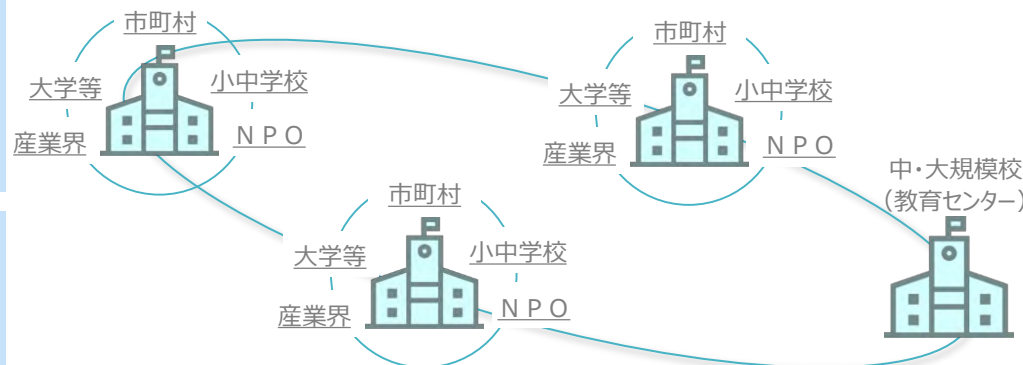 市町村
大学等
小中学校
産業界
ＮＰＯ
市町村
大学等
小中学校
産業界
ＮＰＯ
市町村
大学等
小中学校
産業界
ＮＰＯ
中・大規模校
（教育センター）